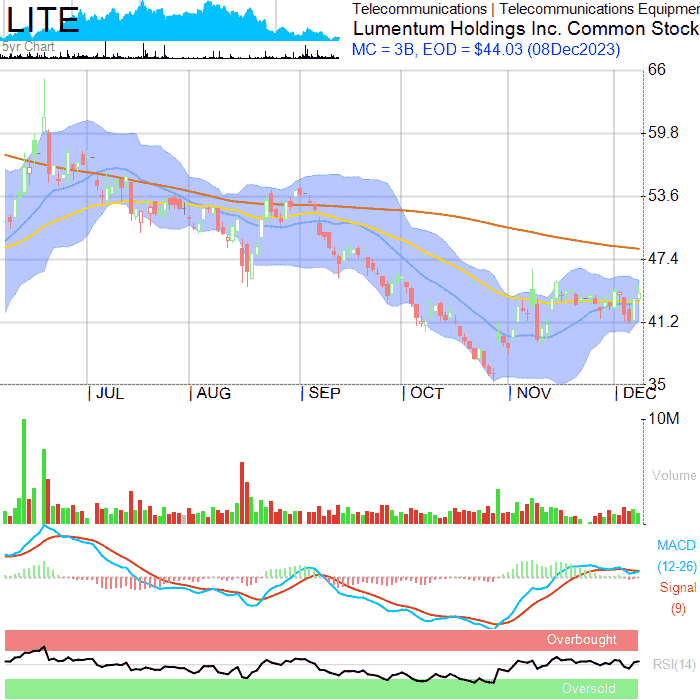 LITE
5yr Chart
Telecommunications | Telecommunications Equipmen
Lumentum Holdings Inc. Common Stock
MC = 3B, EOD = $44.03 (08Dec2023)
66
59.8
53.6
47.4
41.2
35
JUL AUG SEP OCT NOV DEC
10M
Volume
MACD
(12-26)
Signal
(9)
Overbought
RSI(14)
Oversold